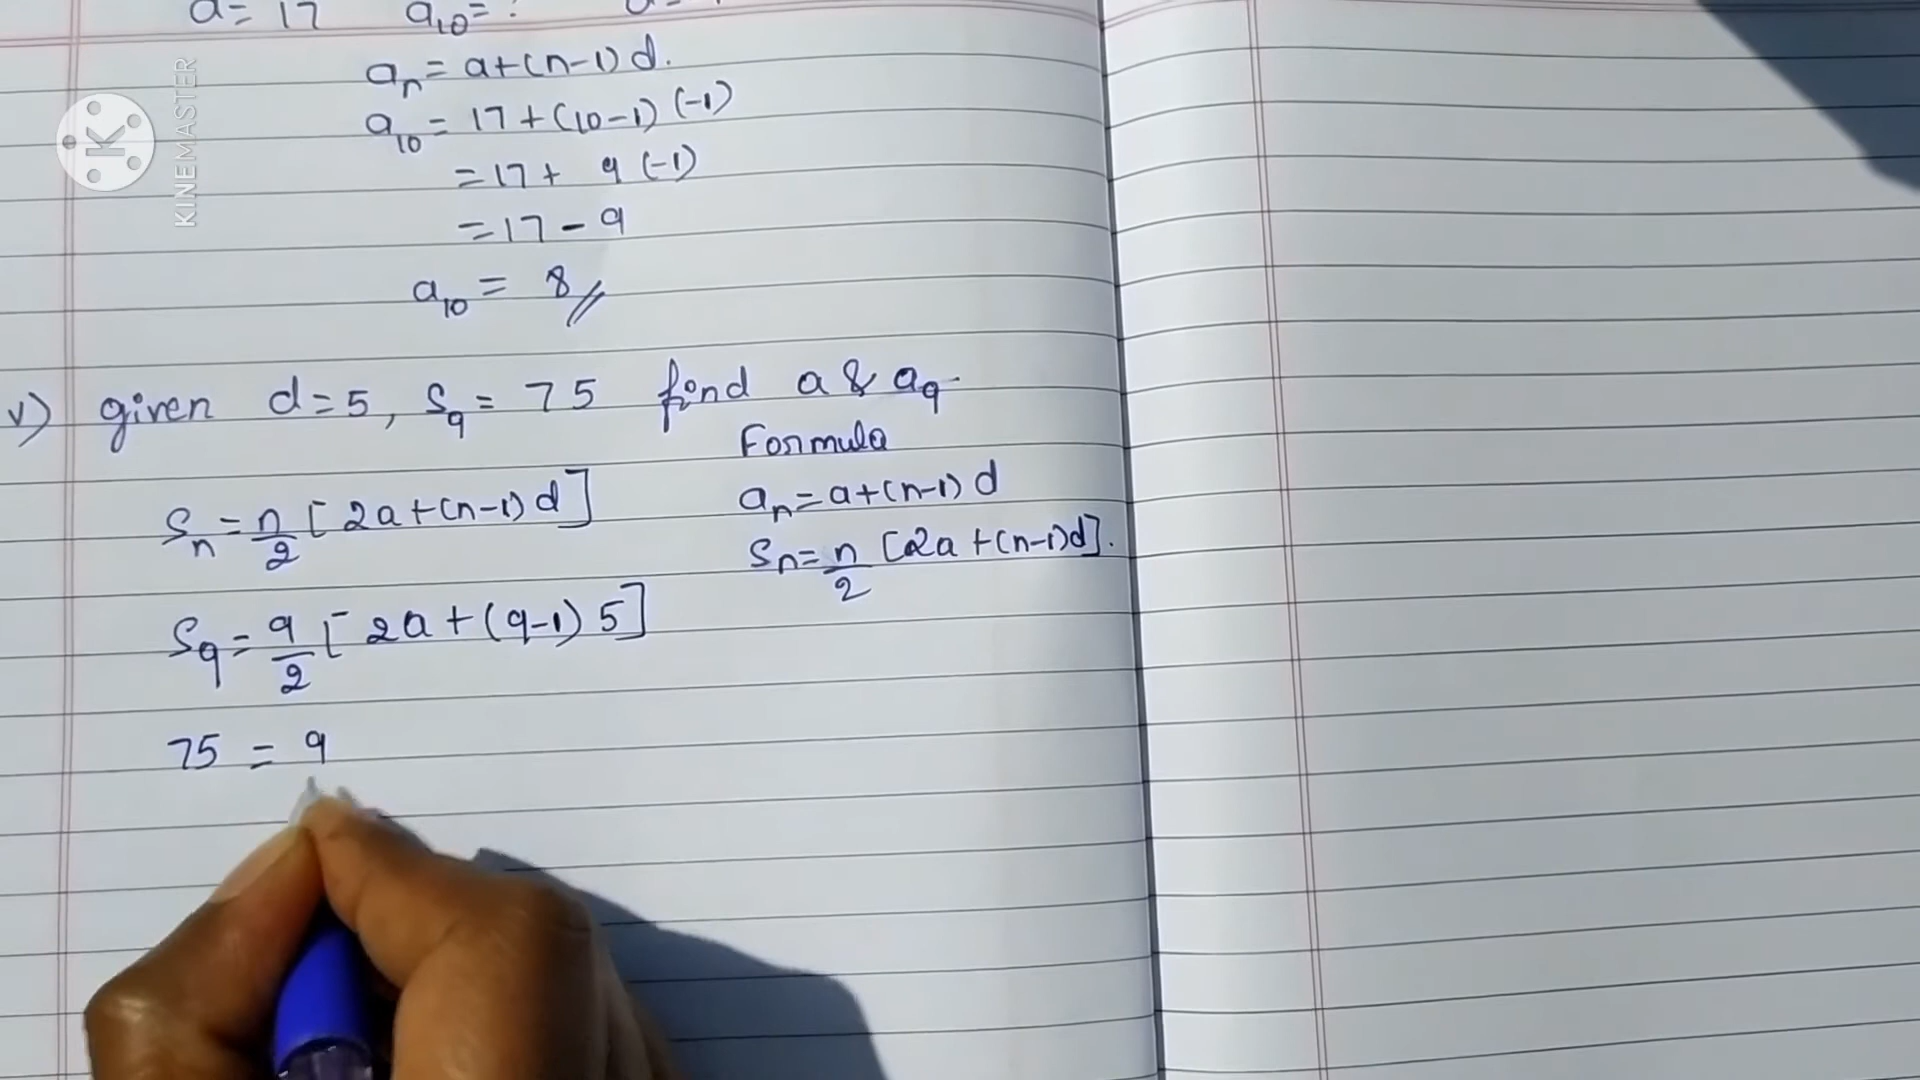 a = 17 a₁₀ = ?
aₙ = a+(n-1) d.
a₁₀ = 17+(10-1) (-1)
= 17+ 9 (-1)
= 17 - 9
a₁₀ = 8//
KINEMASTER
v) given d=5, S₉ = 75 find a & a₉
Formula
Sₙ = n/2 [2a+(n-1) d]
aₙ = a+(n-1) d
Sₙ = n/2 [2a+(n-1)d].
S₉ = 9/2 [2a+(9-1) 5]
75 = 9